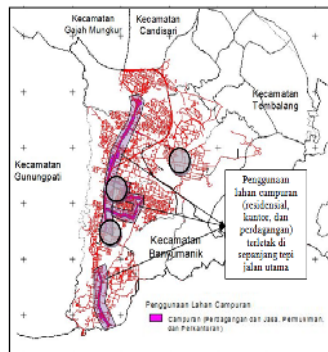 Kecamatan
Gajah Mungkur
Kecamatan
Candisari
Kecamatan
Tembalang
Kecamatan
Gunungpati
Penggunaan
lahan campuran
(residensial,
kantor, dan
perdagangan)
terletak di
sepanjang tepi
jalan utama
Kecamatan
Banyumanik
Penggunaan Lahan Campuran
Campuran (Perdagangan dan Jasa, Permukiman,
dan Perkantoran)